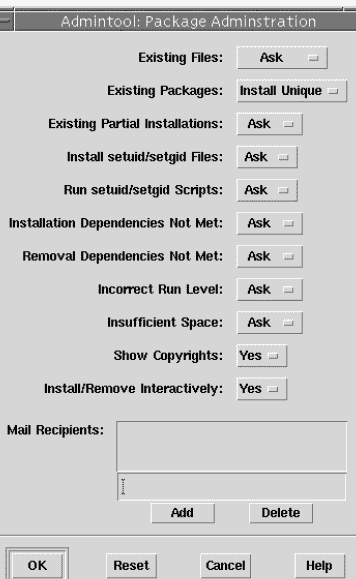 Admintool: Package Adminstration
Existing Files: Ask
Existing Packages: Install Unique
Existing Partial Installations: Ask
Install setuid/setgid Files: Ask
Run setuid/setgid Scripts: Ask
Installation Dependencies Not Met: Ask
Removal Dependencies Not Met: Ask
Incorrect Run Level: Ask
Insufficient Space: Ask
Show Copyrights: Yes
Install/Remove Interactively: Yes
Mail Recipients:
Add Delete
OK Reset Cancel Help